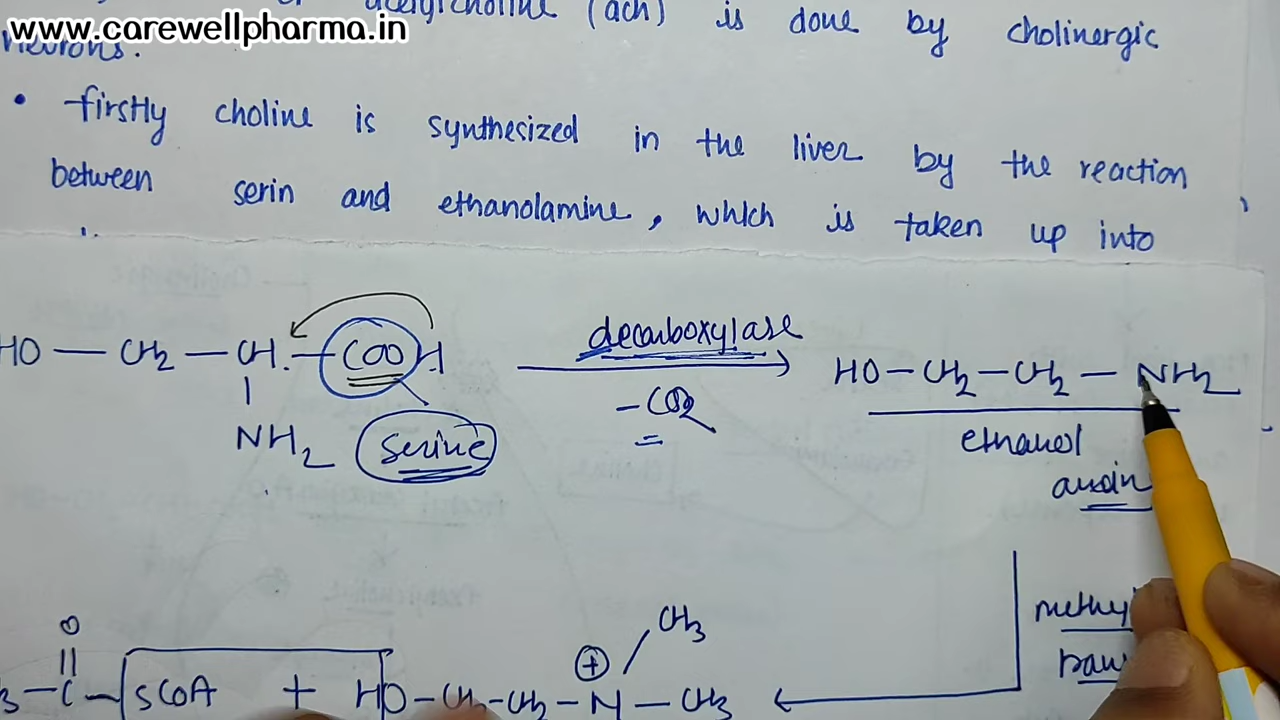 www.carewellpharma.in
acetylcholine (ach) is done by cholinergic
neurons.
• firstly choline is synthesized in the liver by the reaction
between serin and ethanolamine, which is taken up into
HO — CH2 — CH. — COOH
NH2
serine
decarboxylase
- CO2
HO — CH2 — CH2 — NH2
ethanol
amin
methy
O
||
3 — C — SCOA + HO — CH2 — CH2 — N — CH3
+
CH3